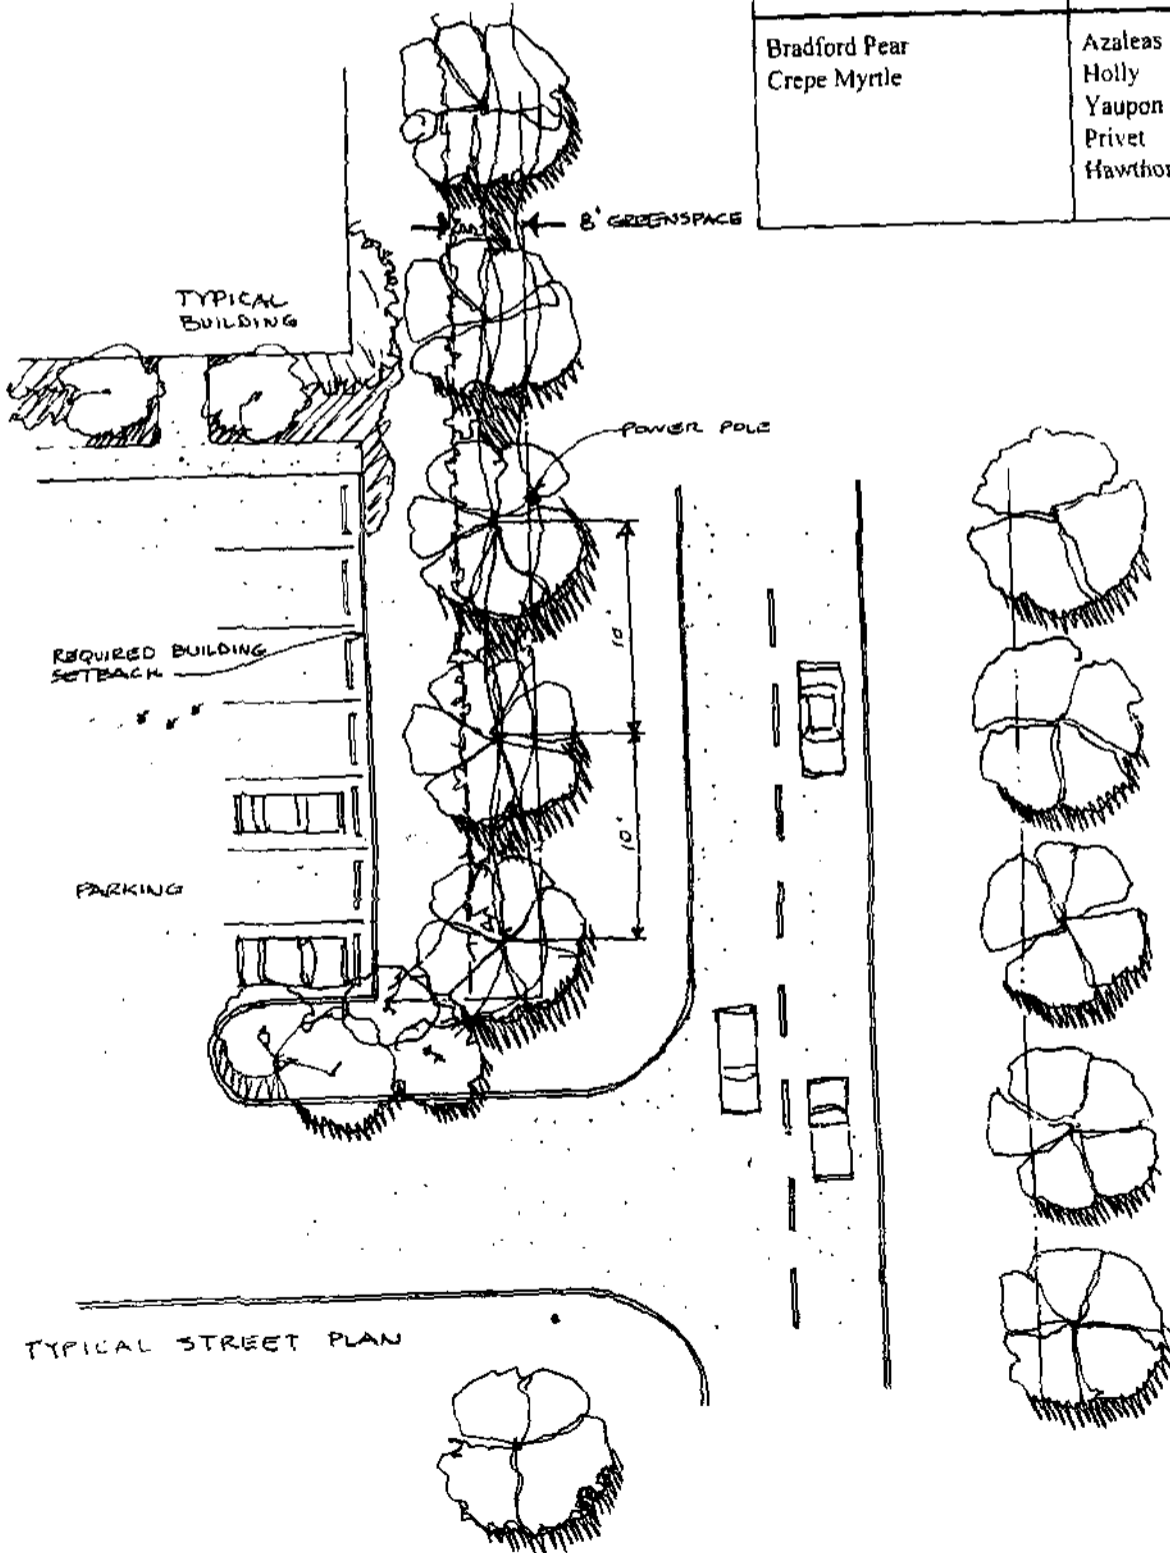 Bradford Pear
Crepe Myrtle
Azaleas
Holly
Yaupon
Privet
8' GREENSPACE
TYPICAL
BUILDING
POWER POLE
10'
REQUIRED BUILDING
SETBACK
10'
PARKING
TYPICAL STREET PLAN